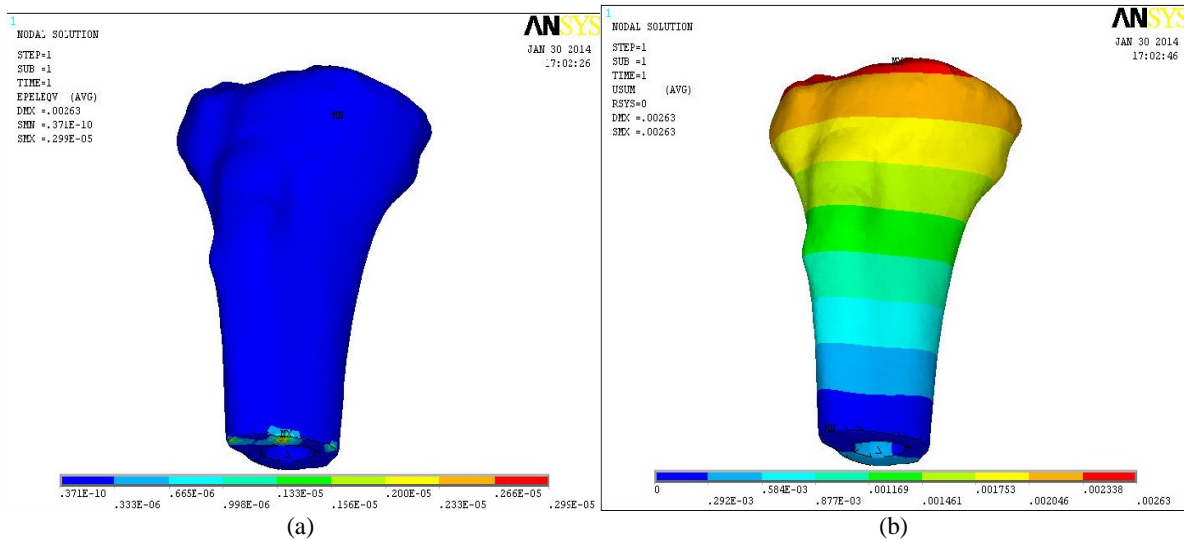 1
NODAL SOLUTION
STEP=1
SUB =1
TIME=1
EPELEQV (AVG)
DMX =.00263
SMN =.371E-10
SMX =.299E-05
ANSYS
JAN 30 2014
17:02:26
MN
.371E-10 .665E-06 .133E-05 .200E-05 .266E-05
.333E-06 .998E-06 .156E-05 .233E-05 .299E-05
(a)
1
NODAL SOLUTION
STEP=1
SUB =1
TIME=1
USUM (AVG)
RSYS=0
DMX =.00263
SMX =.00263
ANSYS
JAN 30 2014
17:02:46
0 .584E-03 .001169 .001753 .002338
.292E-03 .877E-03 .001461 .002046 .00263
(b)